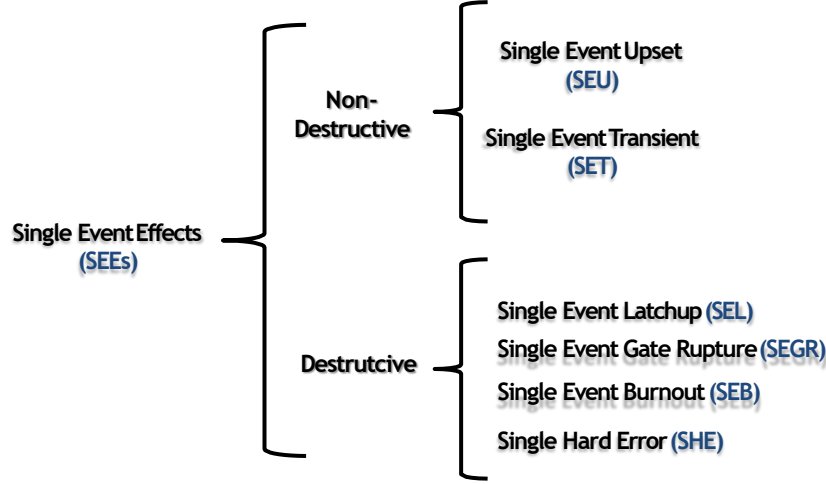 Single Event Effects
(SEEs)
Non-
Destructive
Single Event Upset
(SEU)
Single Event Transient
(SET)
Destrutcive
Single Event Latchup (SEL)
Single Event Gate Rupture (SEGR)
Single Event Burnout (SEB)
Single Hard Error (SHE)